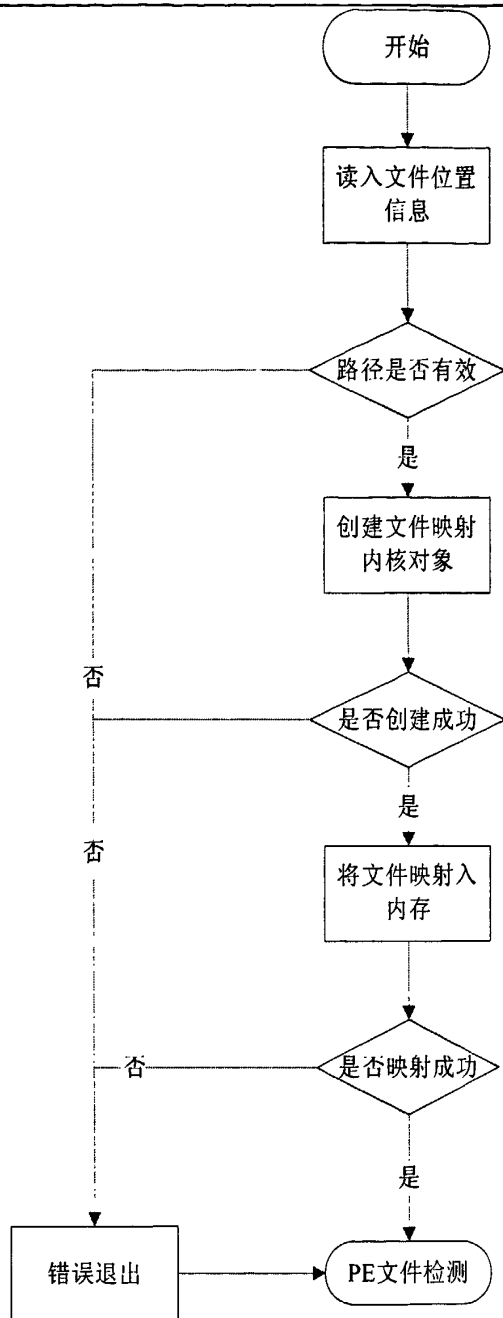 开始
读入文件位置
信息
路径是否有效
是
创建文件映射
内核对象
否
是否创建成功
是
否
将文件映射入
内存
否
是否映射成功
是
错误退出
PE文件检测